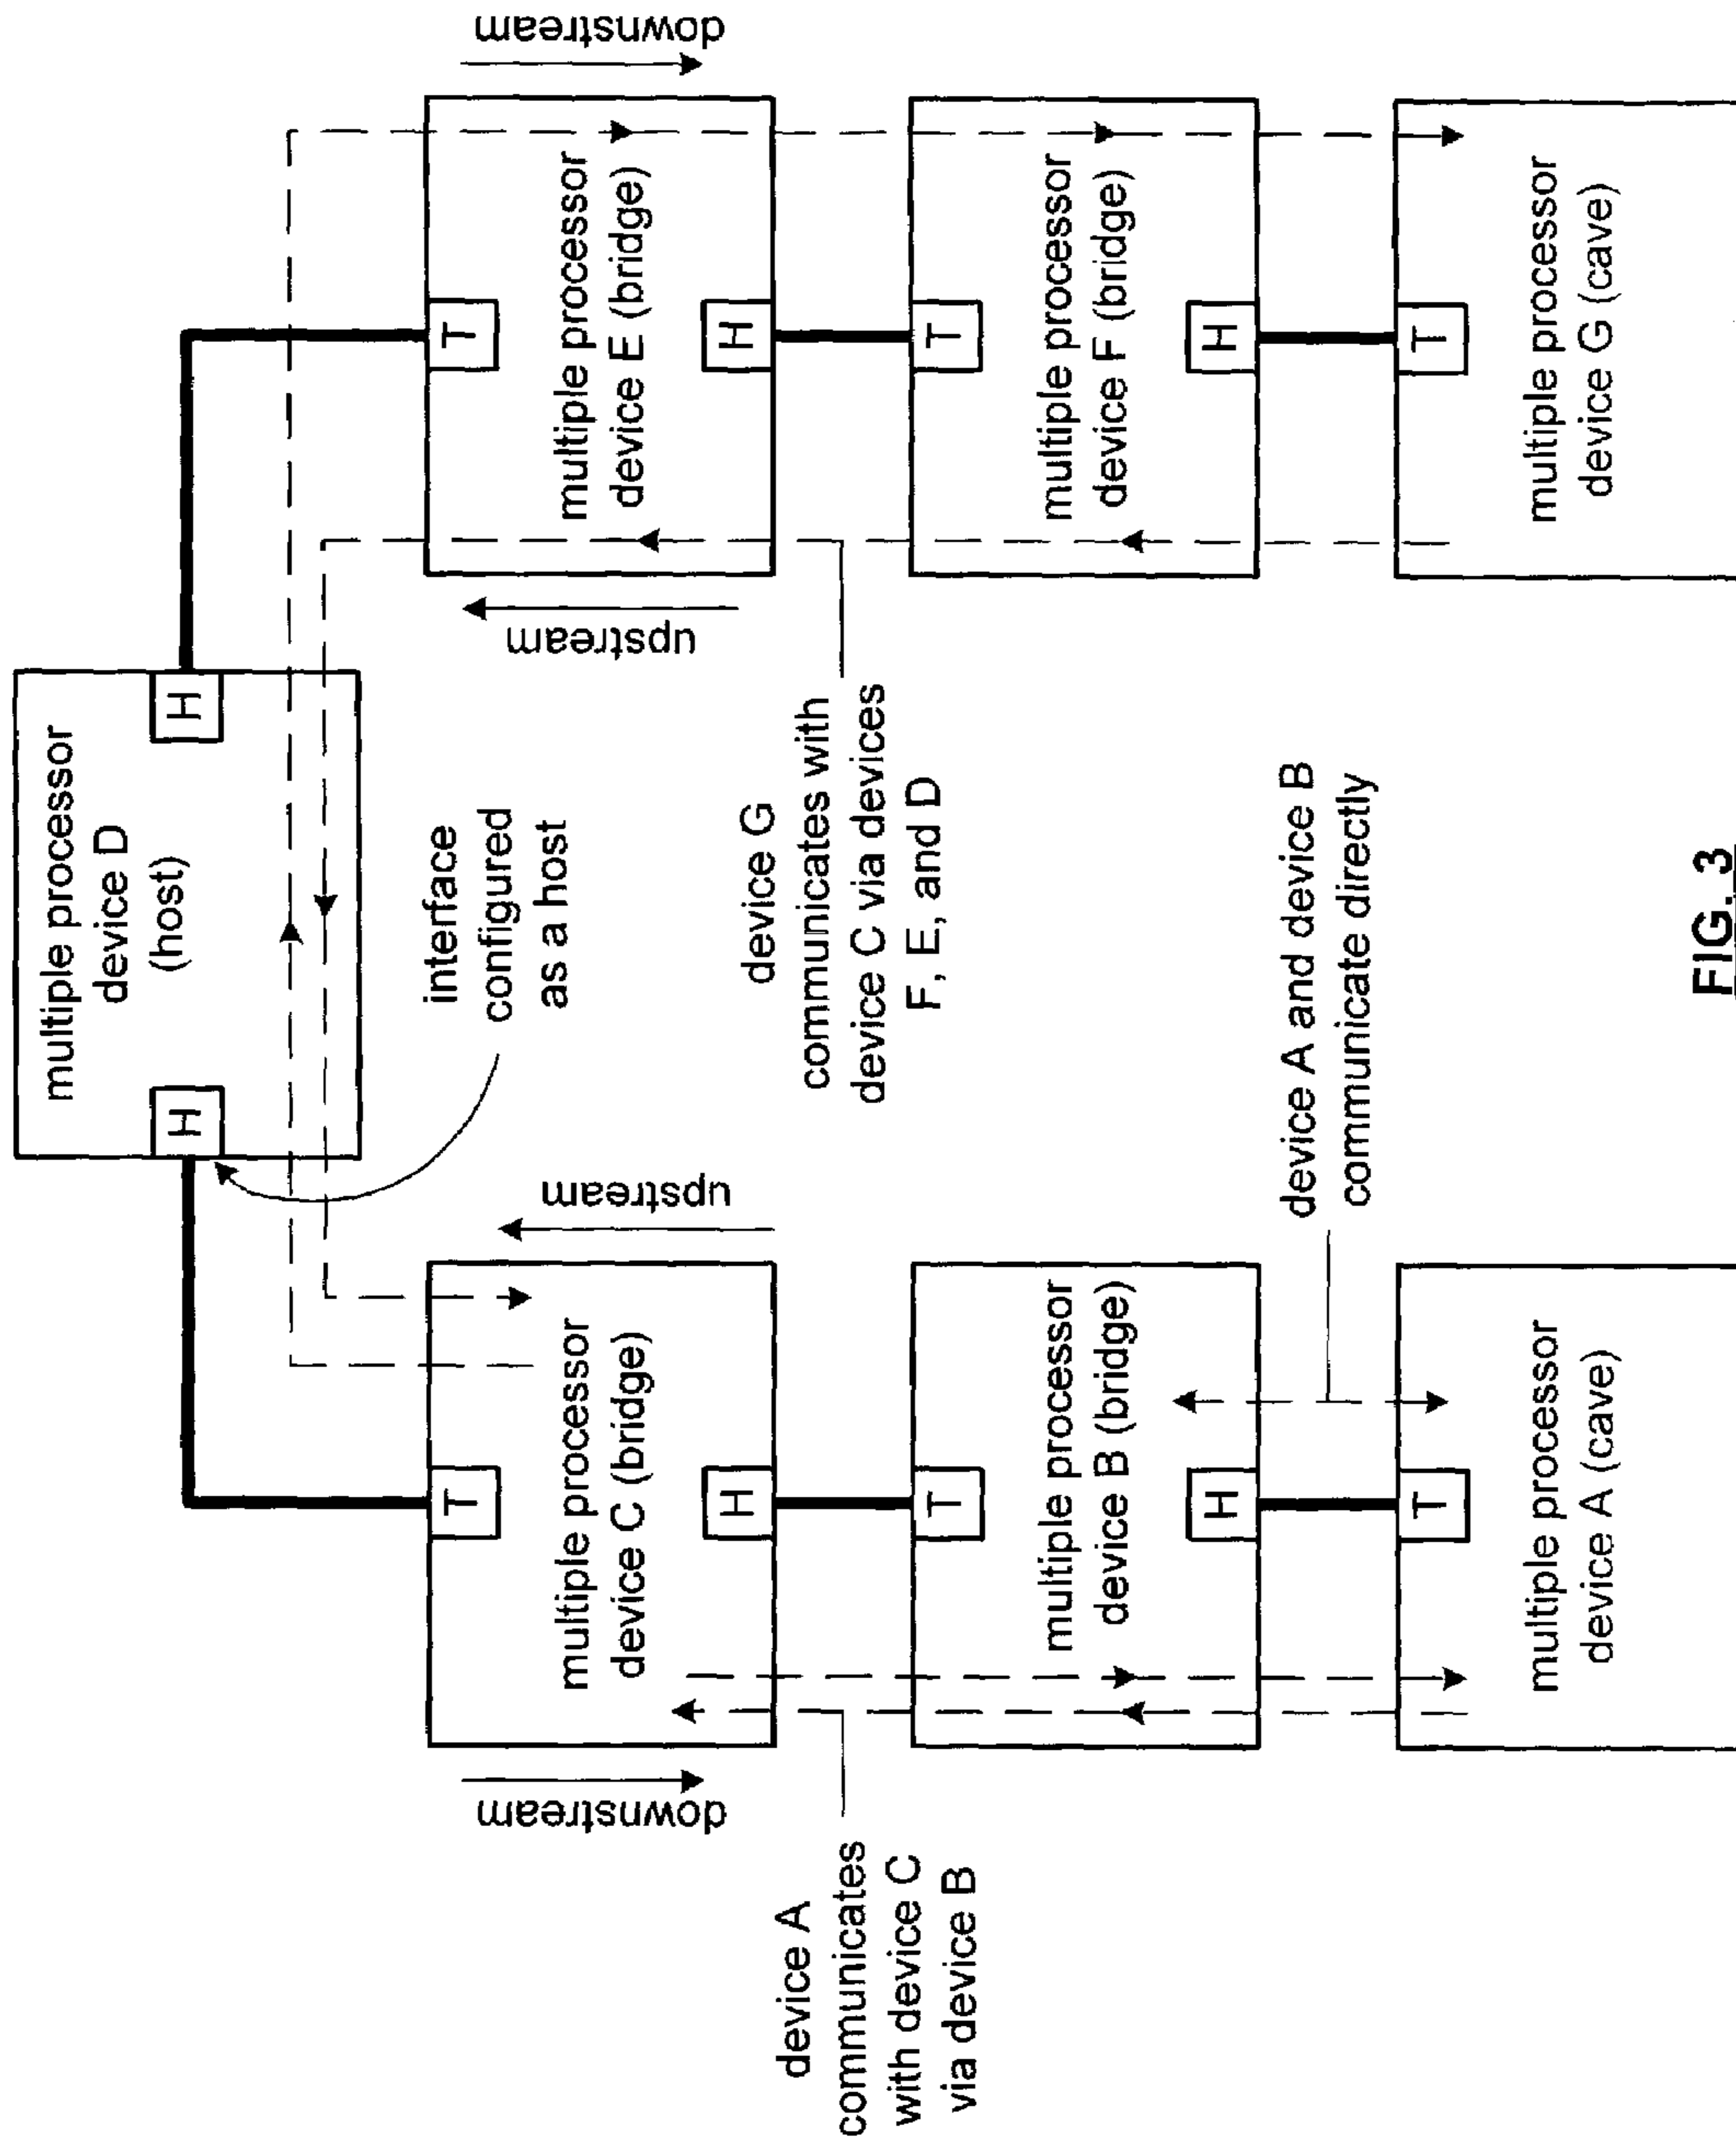 multiple processor
device D
(host)
H
H
interface
configured
as a host
downstream
T
multiple processor
device C (bridge)
H
upstream
upstream
T
multiple processor
device E (bridge)
H
downstream
device A
communicates
with device C
via device B
device G
communicates with
device C via devices
F, E, and D
T
multiple processor
device B (bridge)
H
T
multiple processor
device F (bridge)
H
device A and device B
communicate directly
T
multiple processor
device A (cave)
T
multiple processor
device G (cave)
FIG. 3